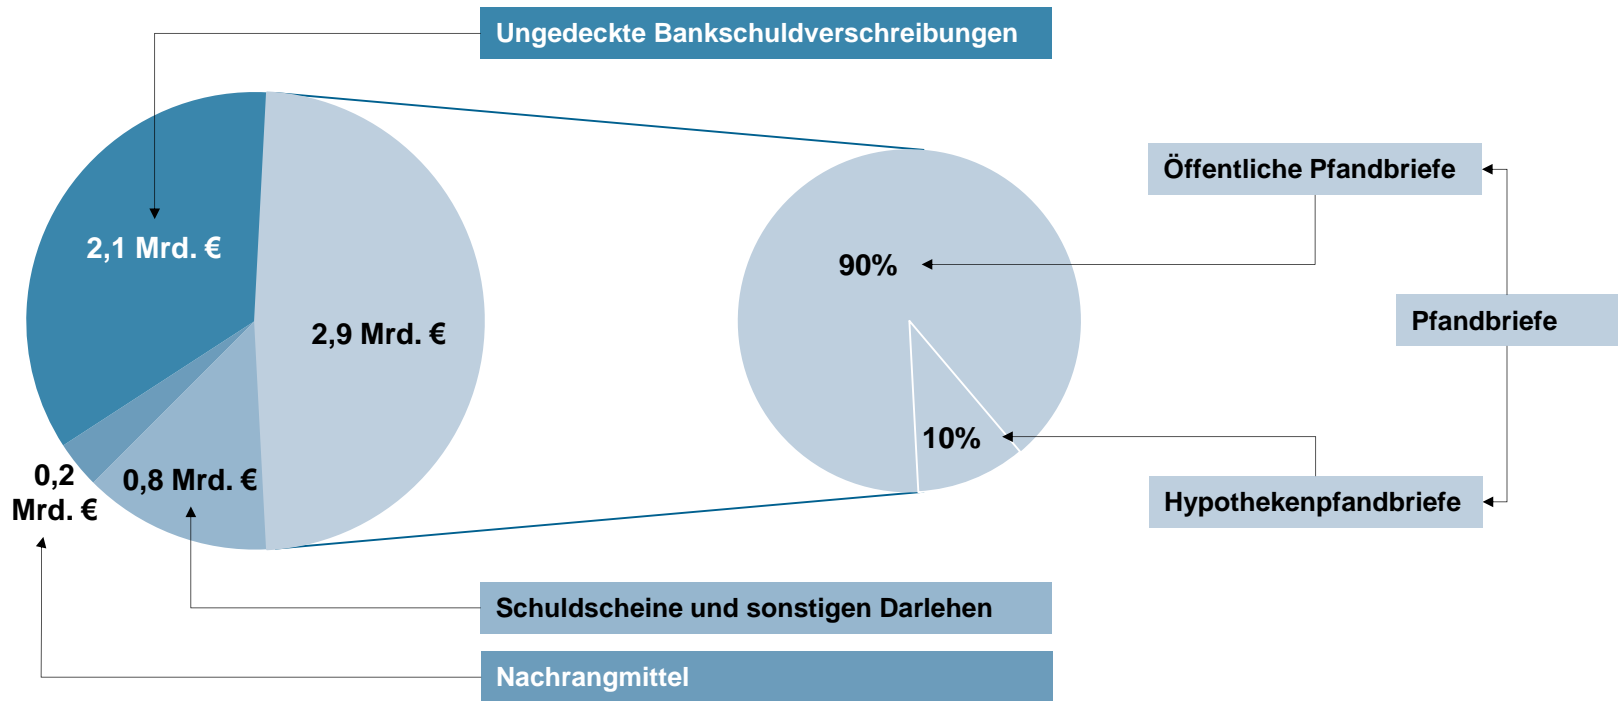 Ungedeckte Bankschuldverschreibungen
Öffentliche Pfandbriefe
2,1 Mrd. €
90%
2,9 Mrd. €
Pfandbriefe
10%
0,2
Mrd. €
0,8 Mrd. €
Hypothekenpfandbriefe
Schuldscheine und sonstigen Darlehen
Nachrangmittel